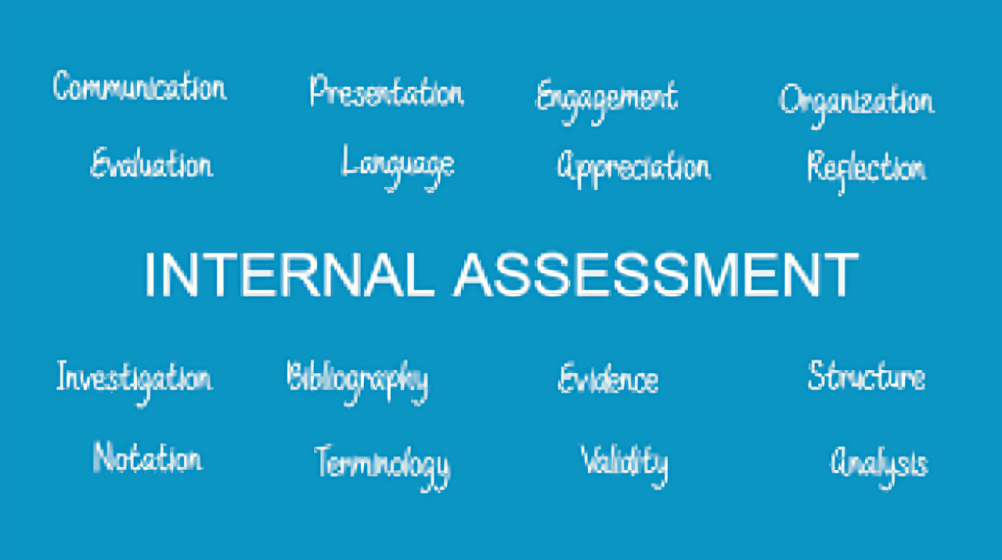 Communication Presentation Engagement Organization
Evaluation Language Appreciation Reflection
INTERNAL ASSESSMENT
Investigation Bibliography Evidence Structure
Notation Terminology Validity Analysis